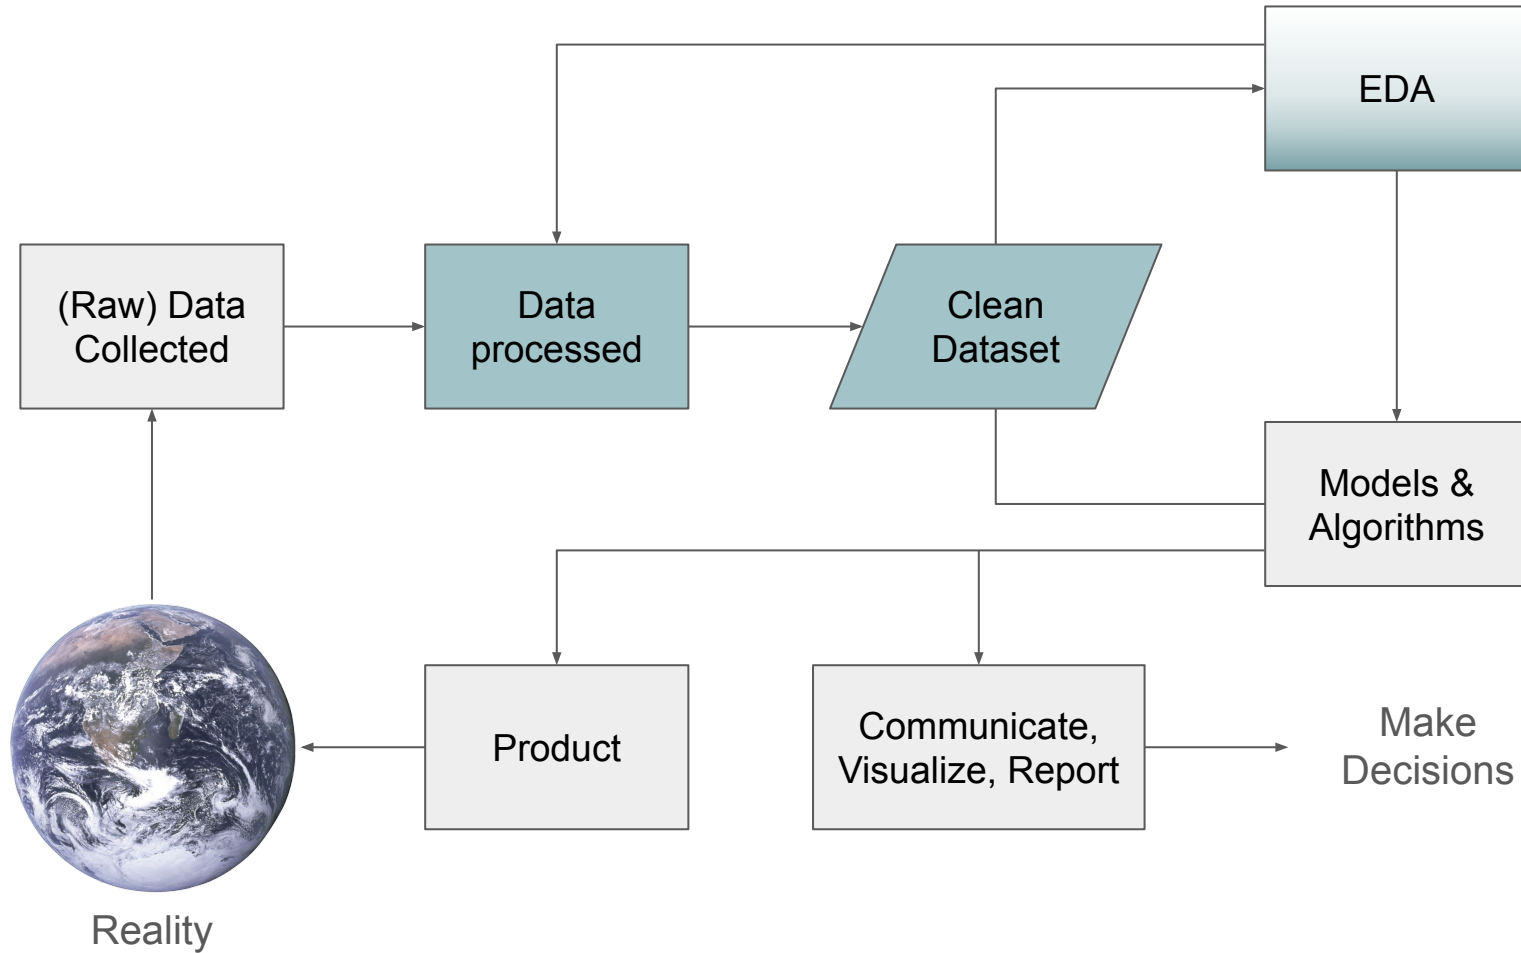 EDA
(Raw) Data
Collected
Data
processed
Clean
Dataset
Models &
Algorithms
Product
Communicate,
Visualize, Report
Make
Decisions
Reality